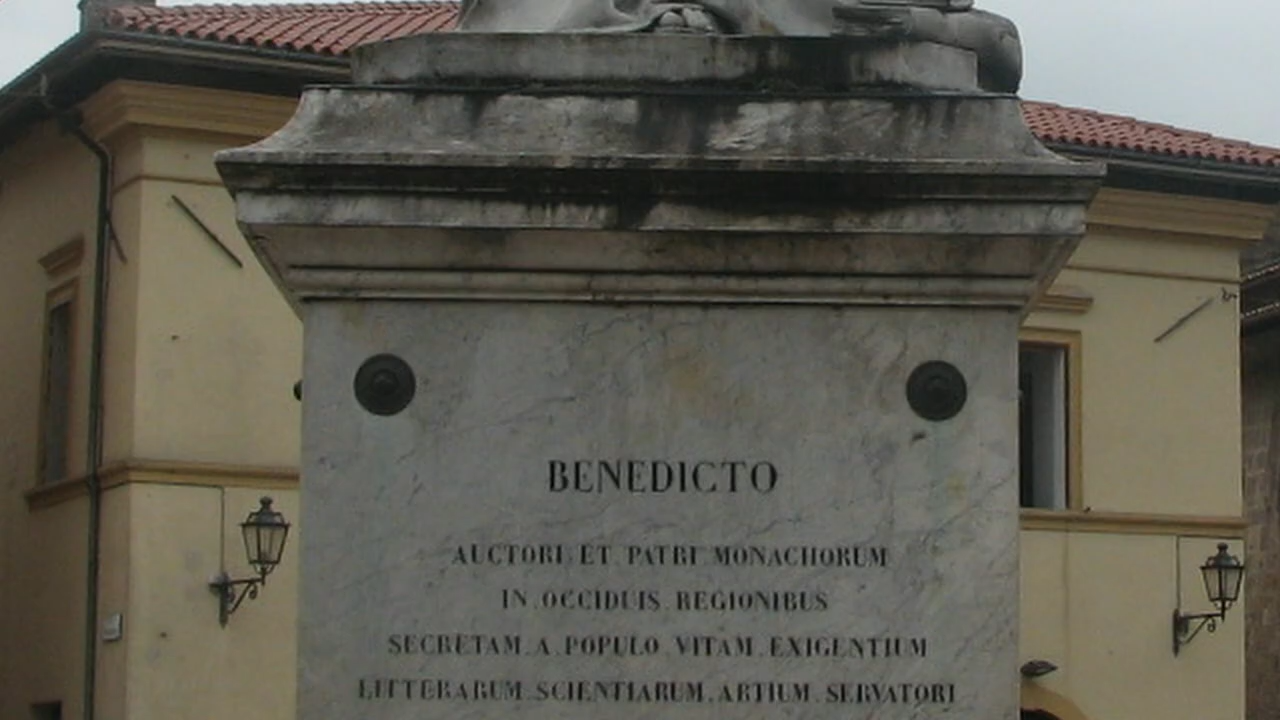 BENEDICTO
AUCTORI ET PATRI MONACHORUM
IN OCCIDUIS REGIONIBUS
SECRETAM A POPULO VITAM EXIGENTIUM
LITTERARUM SCIENTIARUM ARTIUM SERVATORI